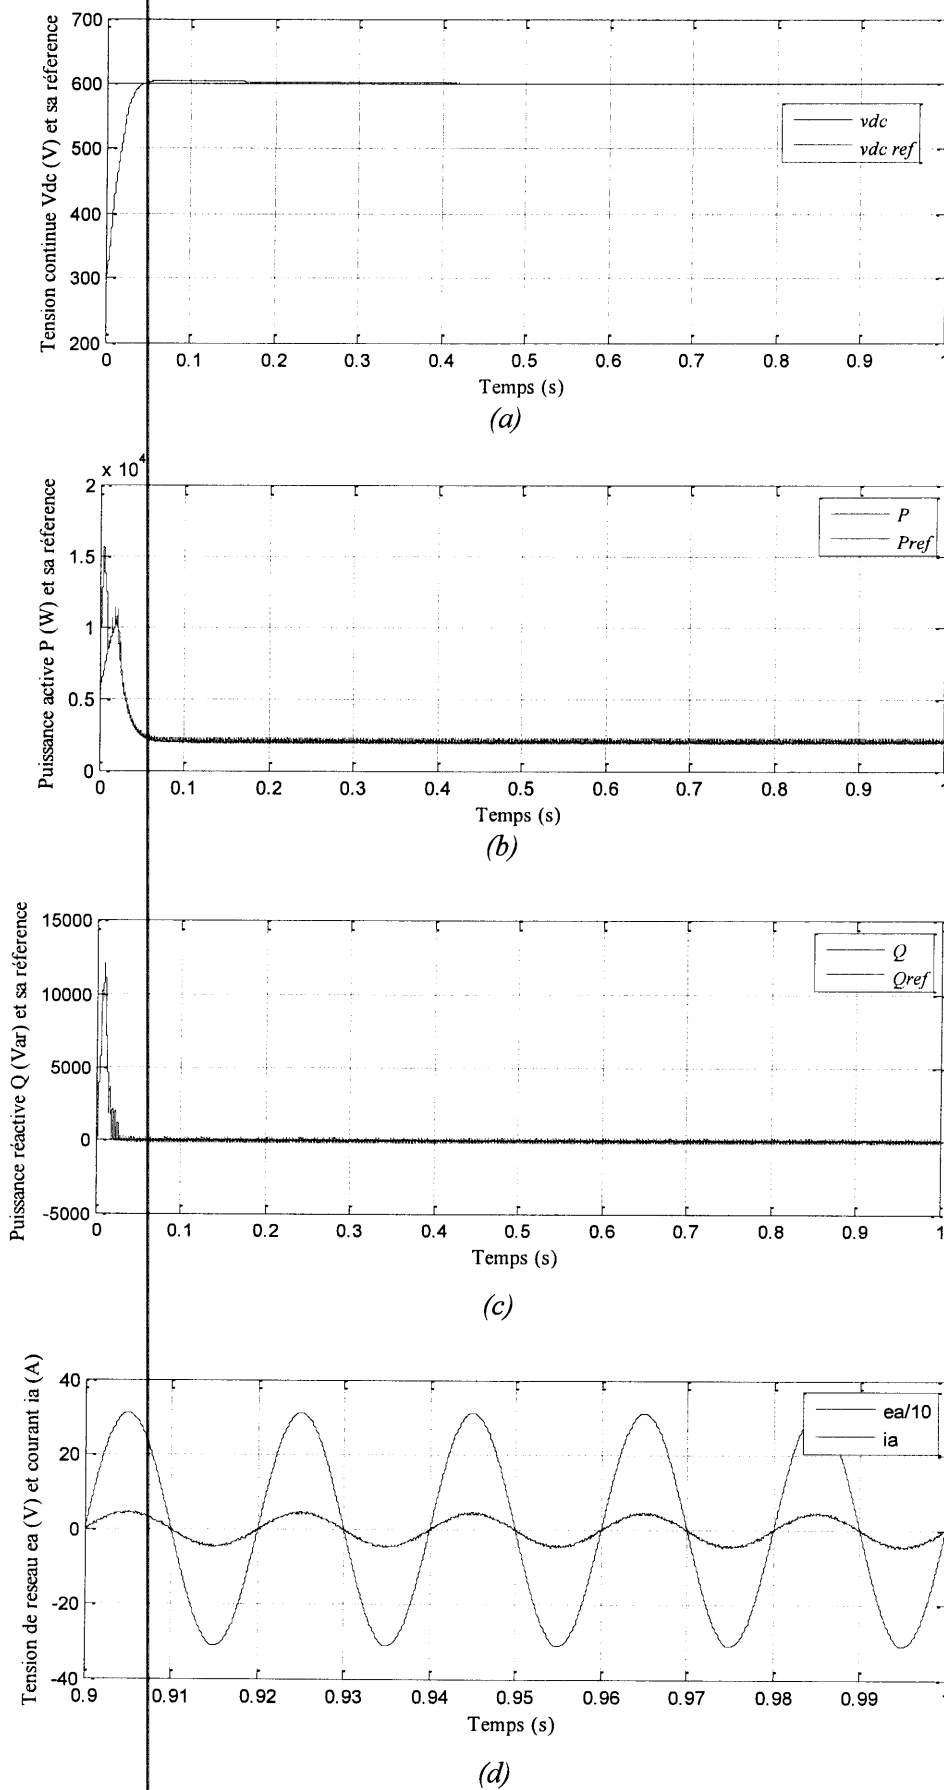 Tension continue Vdc (V) et sa réference
700
600
500
400
300
200
vdc
vdc ref
0 0.1 0.2 0.3 0.4 0.5 0.6 0.7 0.8 0.9 1
Temps (s)
(a)
Puissance active P (W) et sa réference
x 10^4
2
1.5
1
0.5
0
P
Pref
0 0.1 0.2 0.3 0.4 0.5 0.6 0.7 0.8 0.9 1
Temps (s)
(b)
Puissance réactive Q (Var) et sa réference
15000
10000
5000
0
-5000
Q
Qref
0 0.1 0.2 0.3 0.4 0.5 0.6 0.7 0.8 0.9 1
Temps (s)
(c)
Tension de reseau ea (V) et courant ia (A)
40
20
0
-20
-40
ea/10
ia
0.9 0.91 0.92 0.93 0.94 0.95 0.96 0.97 0.98 0.99
Temps (s)
(d)